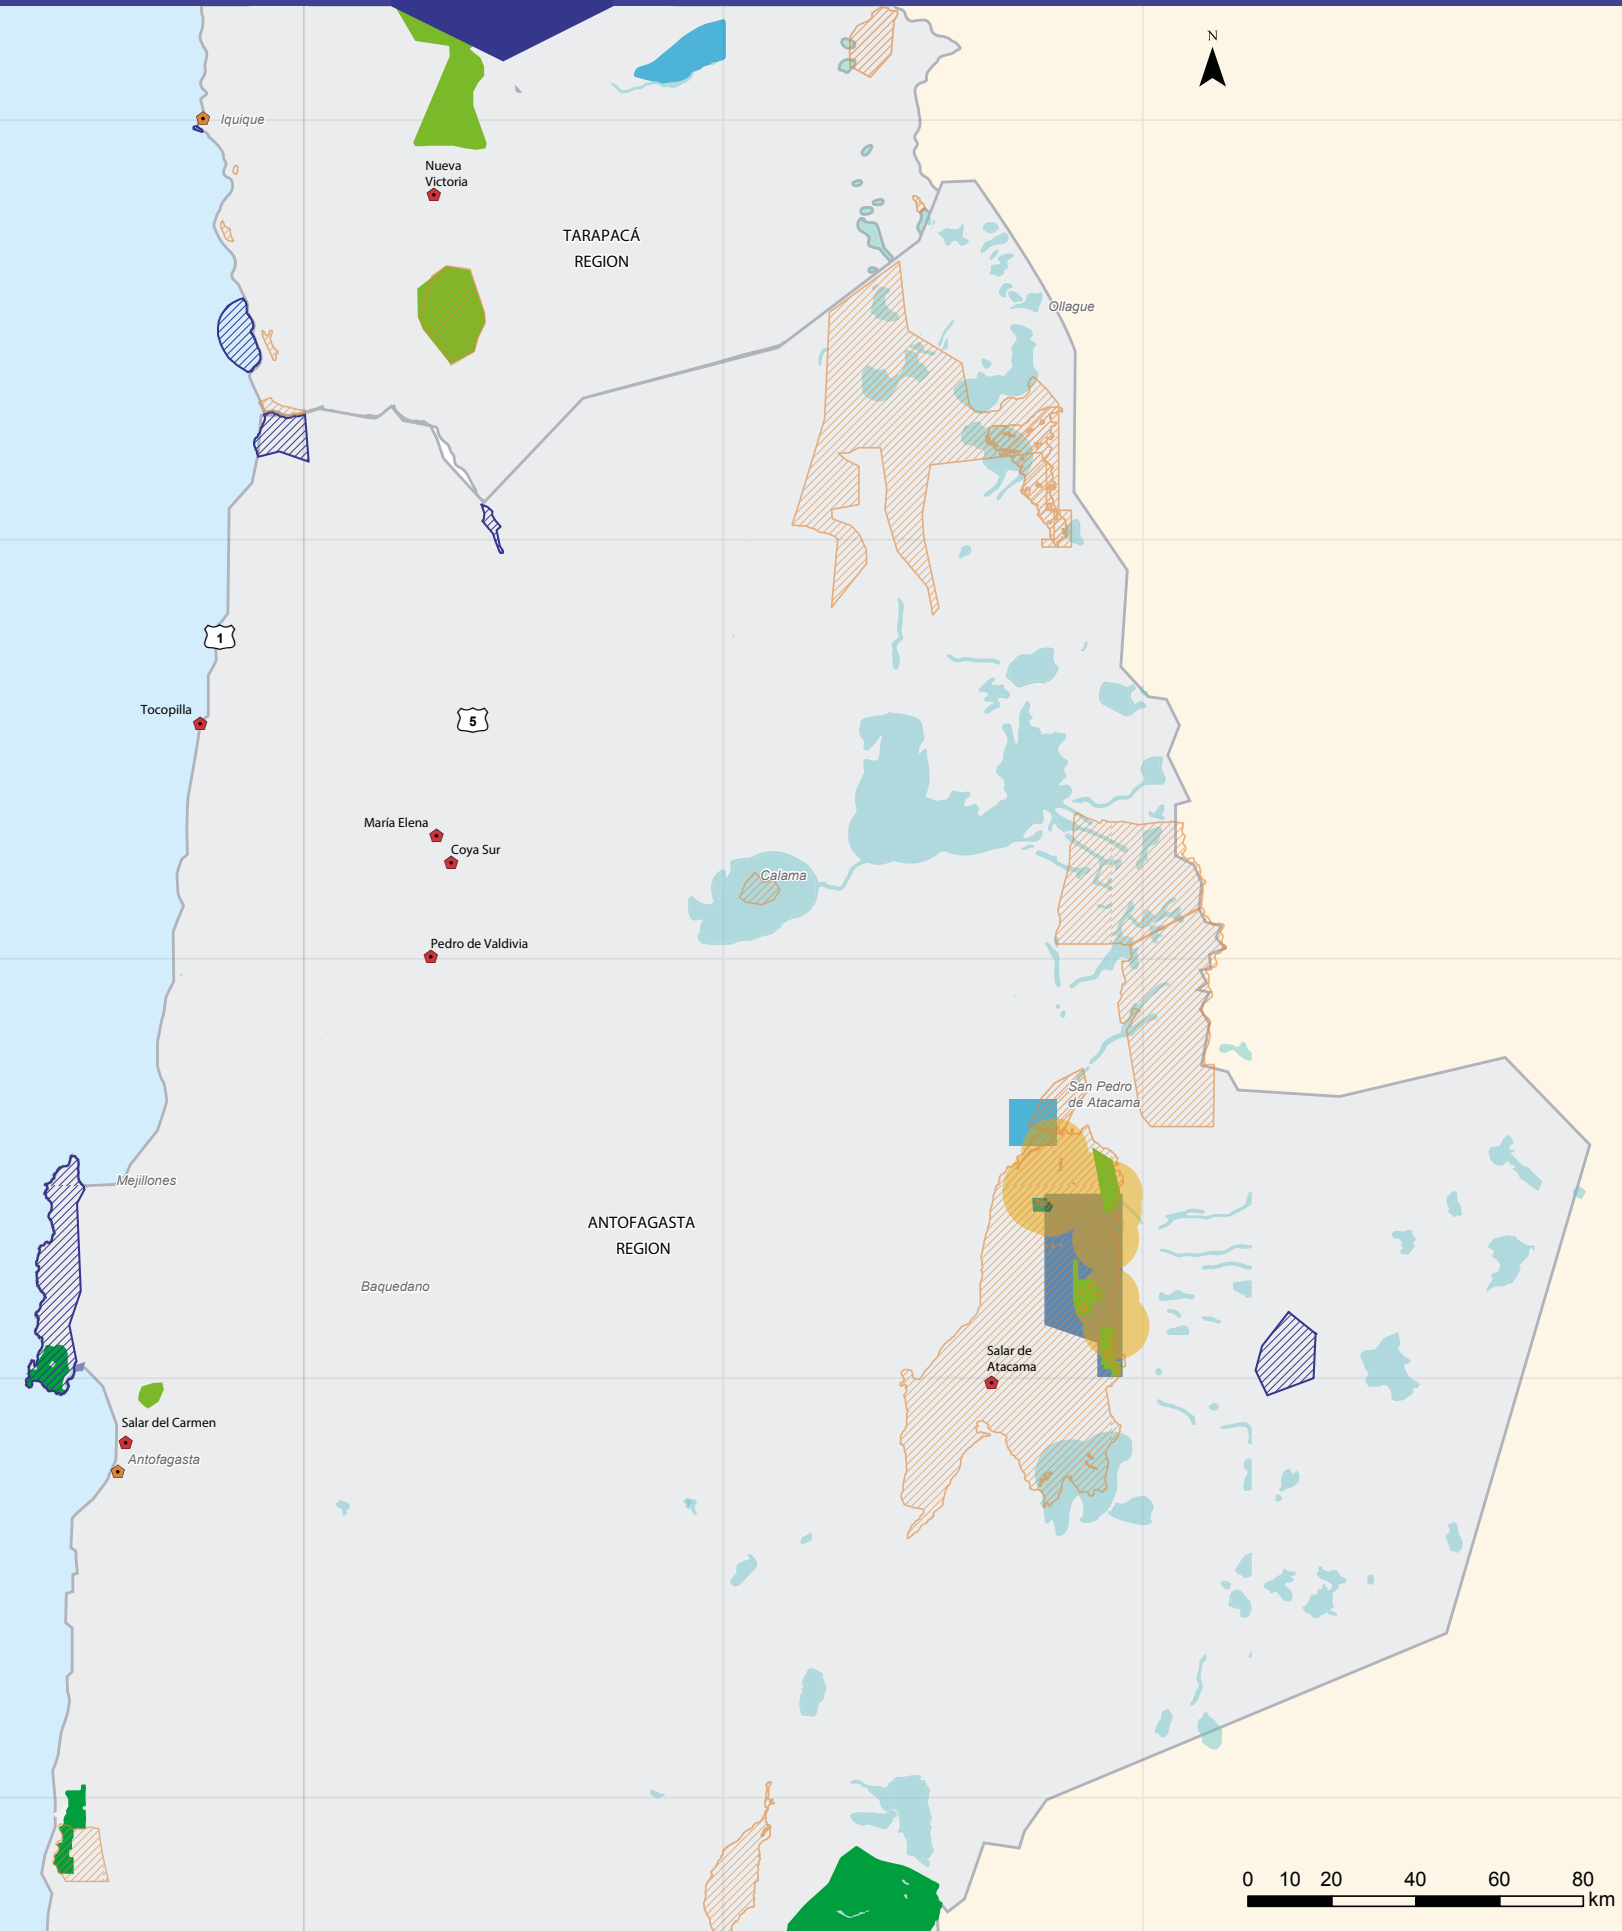 N
Iquique
Nueva
Victoria
TARAPACÁ
REGION
Ollague
1
Tocopilla
5
María Elena
Coya Sur
Calama
Pedro de Valdivia
San Pedro
de Atacama
Mejillones
ANTOFAGASTA
REGION
Baquedano
Salar de
Atacama
Salar del Carmen
Antofagasta
0 10 20 40 60 80
km